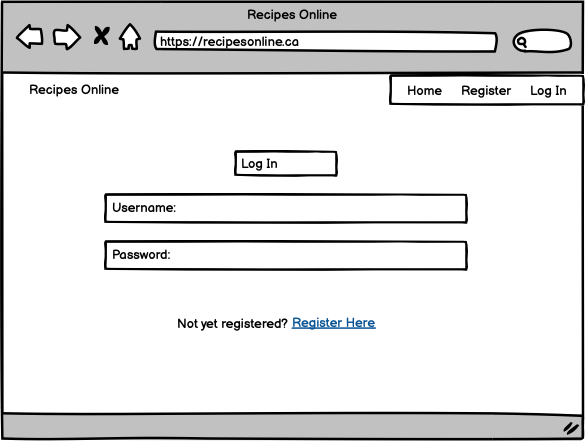 Recipes Online
https://recipesonline.ca
Recipes Online
Home Register Log In
Log In
Username:
Password:
Not yet registered? Register Here